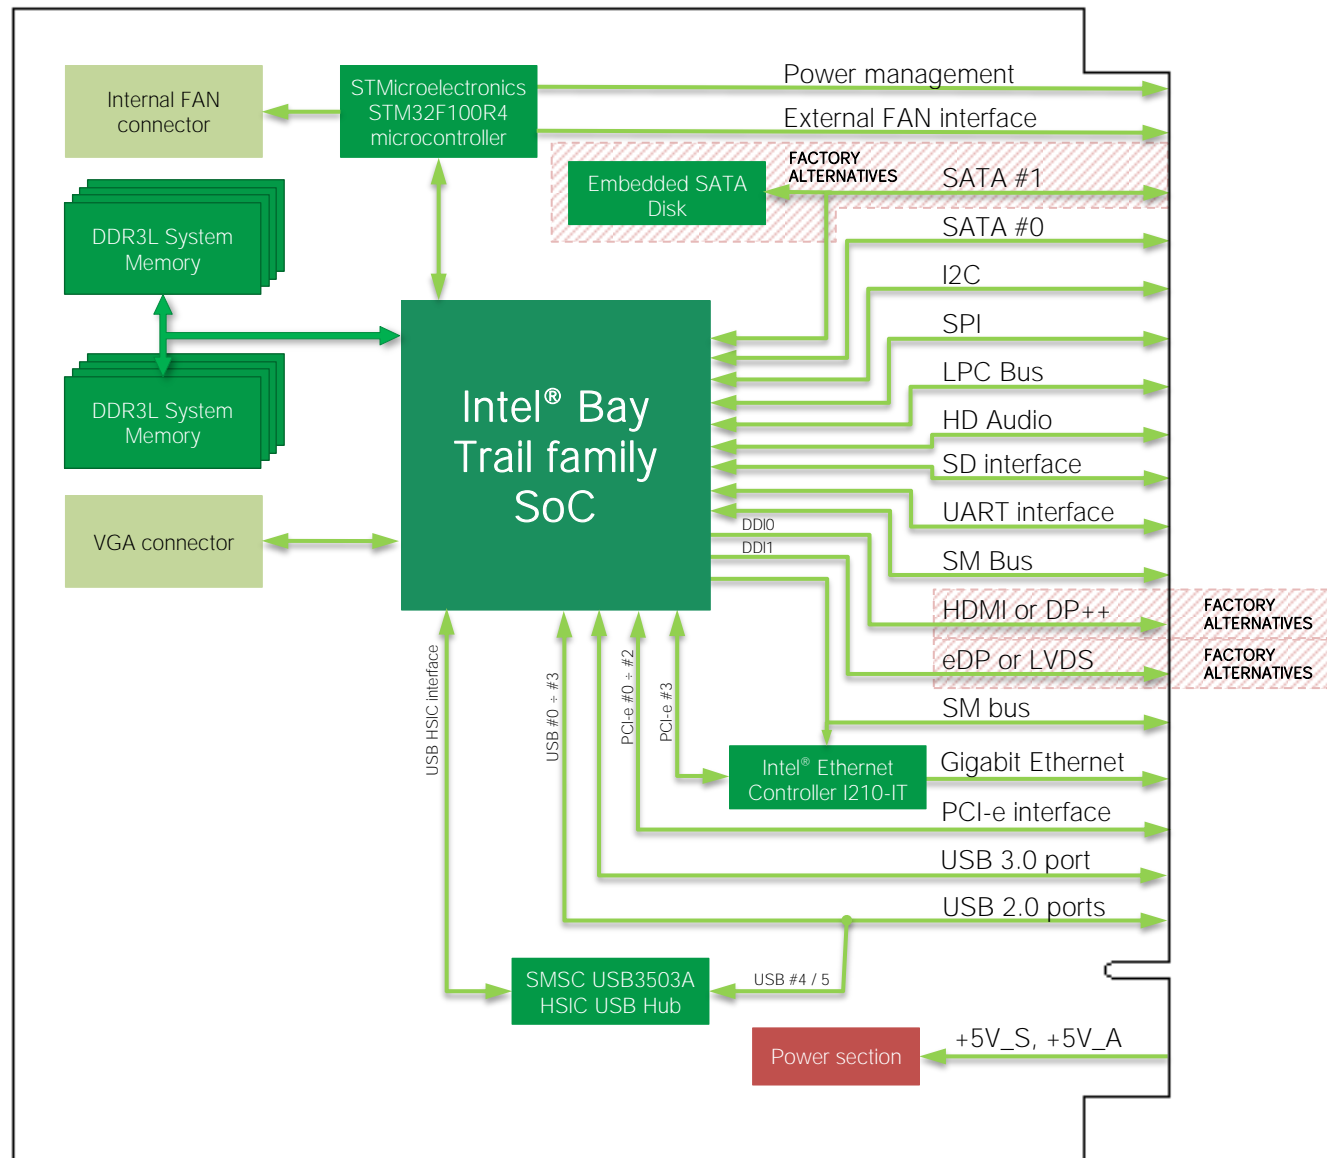 Internal FAN
connector
STMicroelectronics
STM32F100R4
microcontroller
Power management
External FAN interface
FACTORY
ALTERNATIVES
Embedded SATA
Disk
SATA #1
SATA #0
I2C
SPI
LPC Bus
HD Audio
SD interface
UART interface
SM Bus
HDMI or DP++
FACTORY
ALTERNATIVES
eDP or LVDS
FACTORY
ALTERNATIVES
SM bus
Gigabit Ethernet
PCI-e interface
USB 3.0 port
USB 2.0 ports
DDR3L System
Memory
DDR3L System
Memory
Intel® Bay
Trail family
SoC
VGA connector
DDI0
DDI1
USB HSIC interface
USB #0 ÷ #3
PCI-e #0 ÷ #2
PCI-e #3
Intel® Ethernet
Controller I210-IT
SMSC USB3503A
HSIC USB Hub
USB #4 / 5
Power section
+5V_S, +5V_A